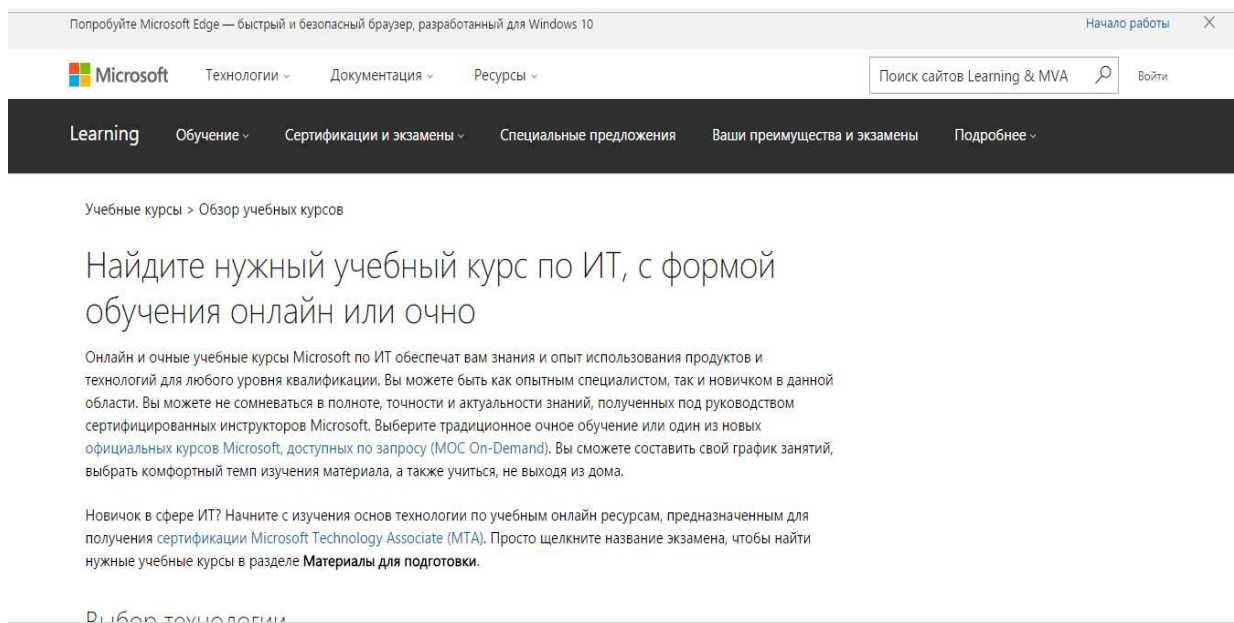 Попробуйте Microsoft Edge — быстрый и безопасный браузер, разработанный для Windows 10 Начало работы
Microsoft Технологии Документация Ресурсы Поиск сайтов Learning & MVA Войти
Learning Обучение Сертификации и экзамены Специальные предложения Ваши преимущества и экзамены Подробнее
Учебные курсы > Обзор учебных курсов
Найдите нужный учебный курс по ИТ, с формой
обучения онлайн или очно
Онлайн и очные учебные курсы Microsoft по ИТ обеспечат вам знания и опыт использования продуктов и
технологий для любого уровня квалификации. Вы можете быть как опытным специалистом, так и новичком в данной
области. Вы можете не сомневаться в полноте, точности и актуальности знаний, полученных под руководством
сертифицированных инструкторов Microsoft. Выберите традиционное очное обучение или один из новых
официальных курсов Microsoft, доступных по запросу (MOC On-Demand). Вы сможете составить свой график занятий,
выбрать комфортный темп изучения материала, а также учиться, не выходя из дома.
Новичок в сфере ИТ? Начните с изучения основ технологии по учебным онлайн ресурсам, предназначенным для
получения сертификации Microsoft Technology Associate (MTA). Просто щелкните название экзамена, чтобы найти
нужные учебные курсы в разделе Материалы для подготовки.
Выбор технологии